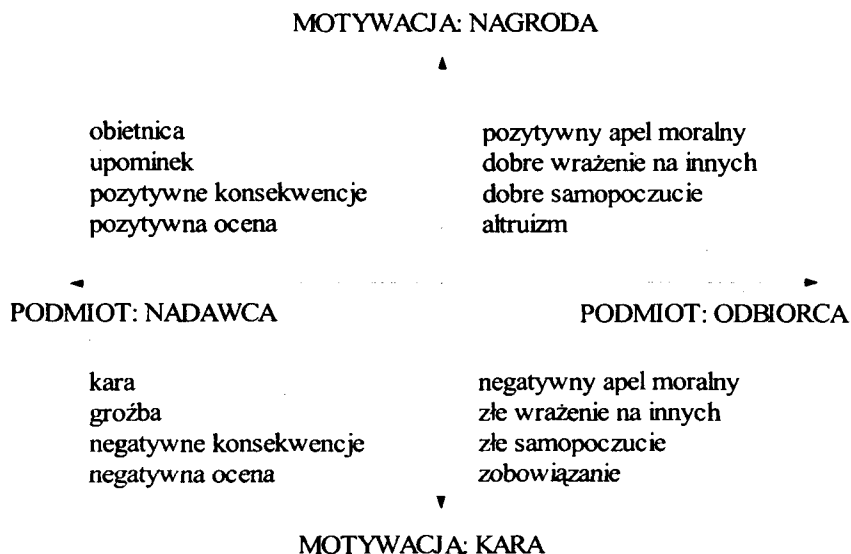 MOTYWACJA: NAGRODA
obietnica
upominek
pozytywne konsekwencje
pozytywna ocena
pozytywny apel moralny
dobre wrażenie na innych
dobre samopoczucie
altruizm
PODMIOT: NADAWCA
PODMIOT: ODBIORCA
kara
groźba
negatywne konsekwencje
negatywna ocena
negatywny apel moralny
złe wrażenie na innych
złe samopoczucie
zobowiązanie
MOTYWACJA: KARA